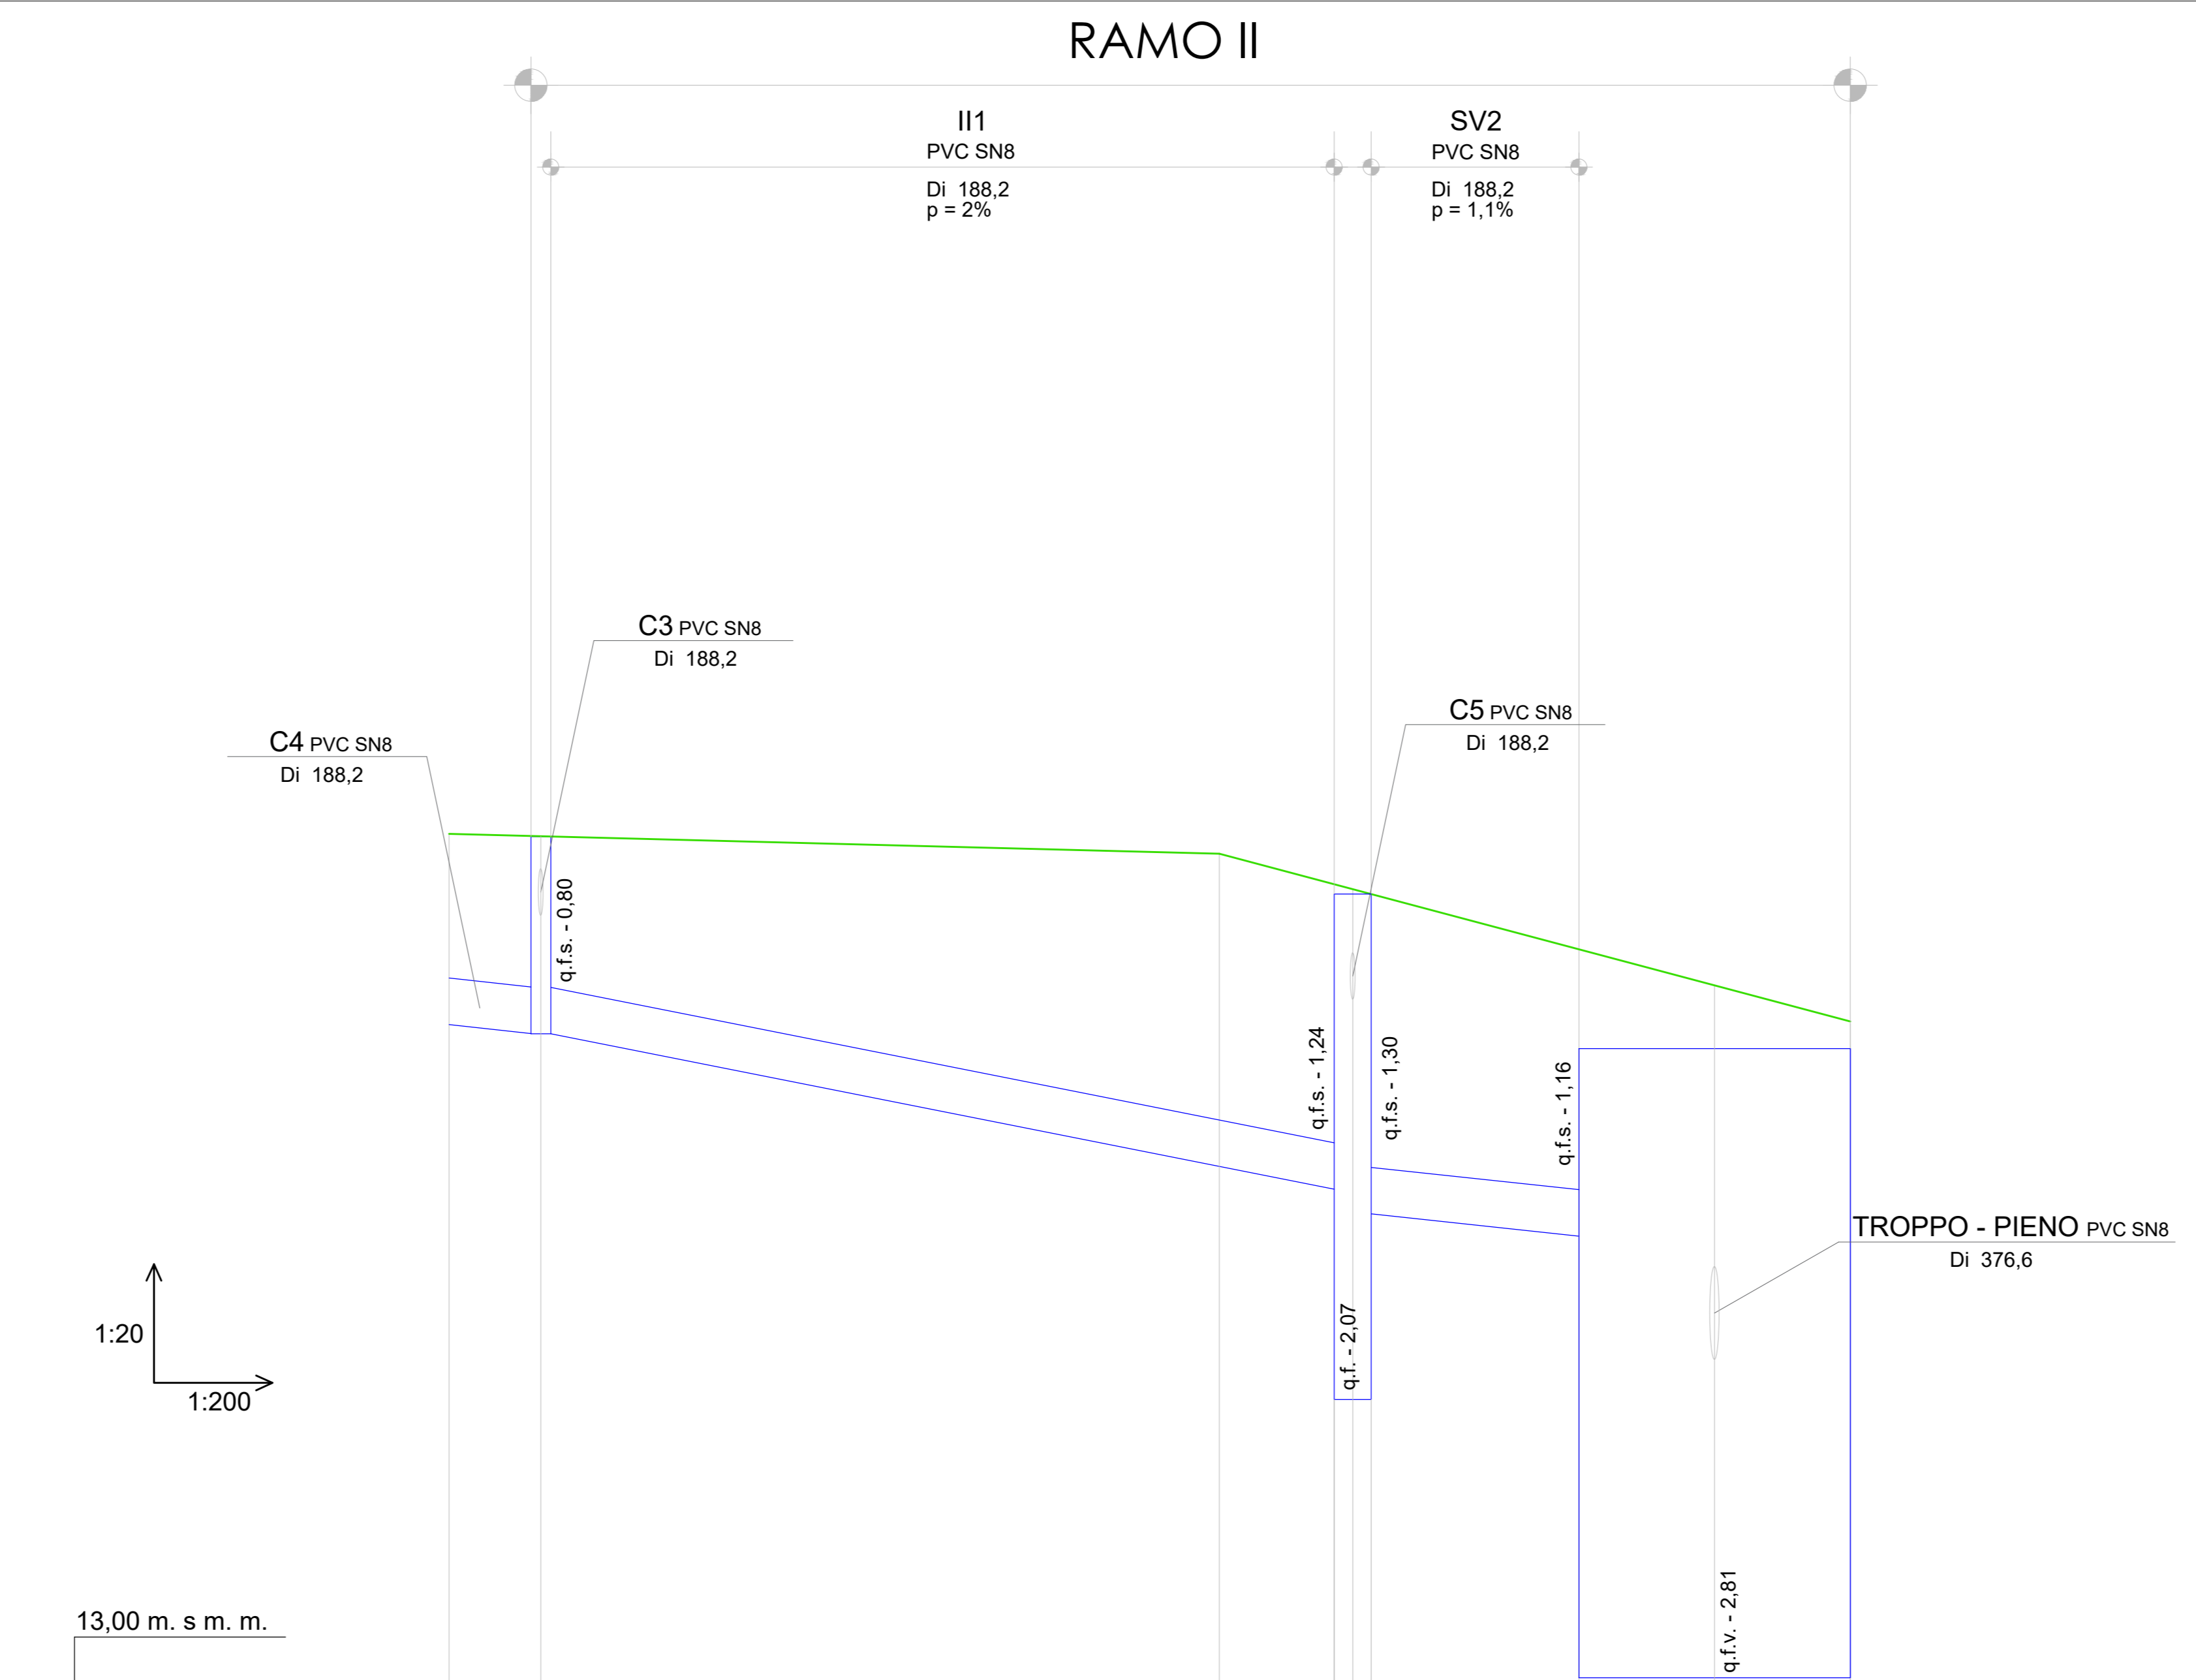 RAMO II
II1
PVC SN8
Di 188,2
p = 2%
SV2
PVC SN8
Di 188,2
p = 1,1%
C3 PVC SN8
Di 188,2
C5 PVC SN8
Di 188,2
C4 PVC SN8
Di 188,2
q.f.s. - 0,80
q.f.s. - 1,24
q.f.s. - 1,30
q.f.s. - 1,16
TROPPO - PIENO PVC SN8
Di 376,6
q.f. - 2,07
1:20
1:200
q.f.v. - 2,81
13,00 m. s m. m.